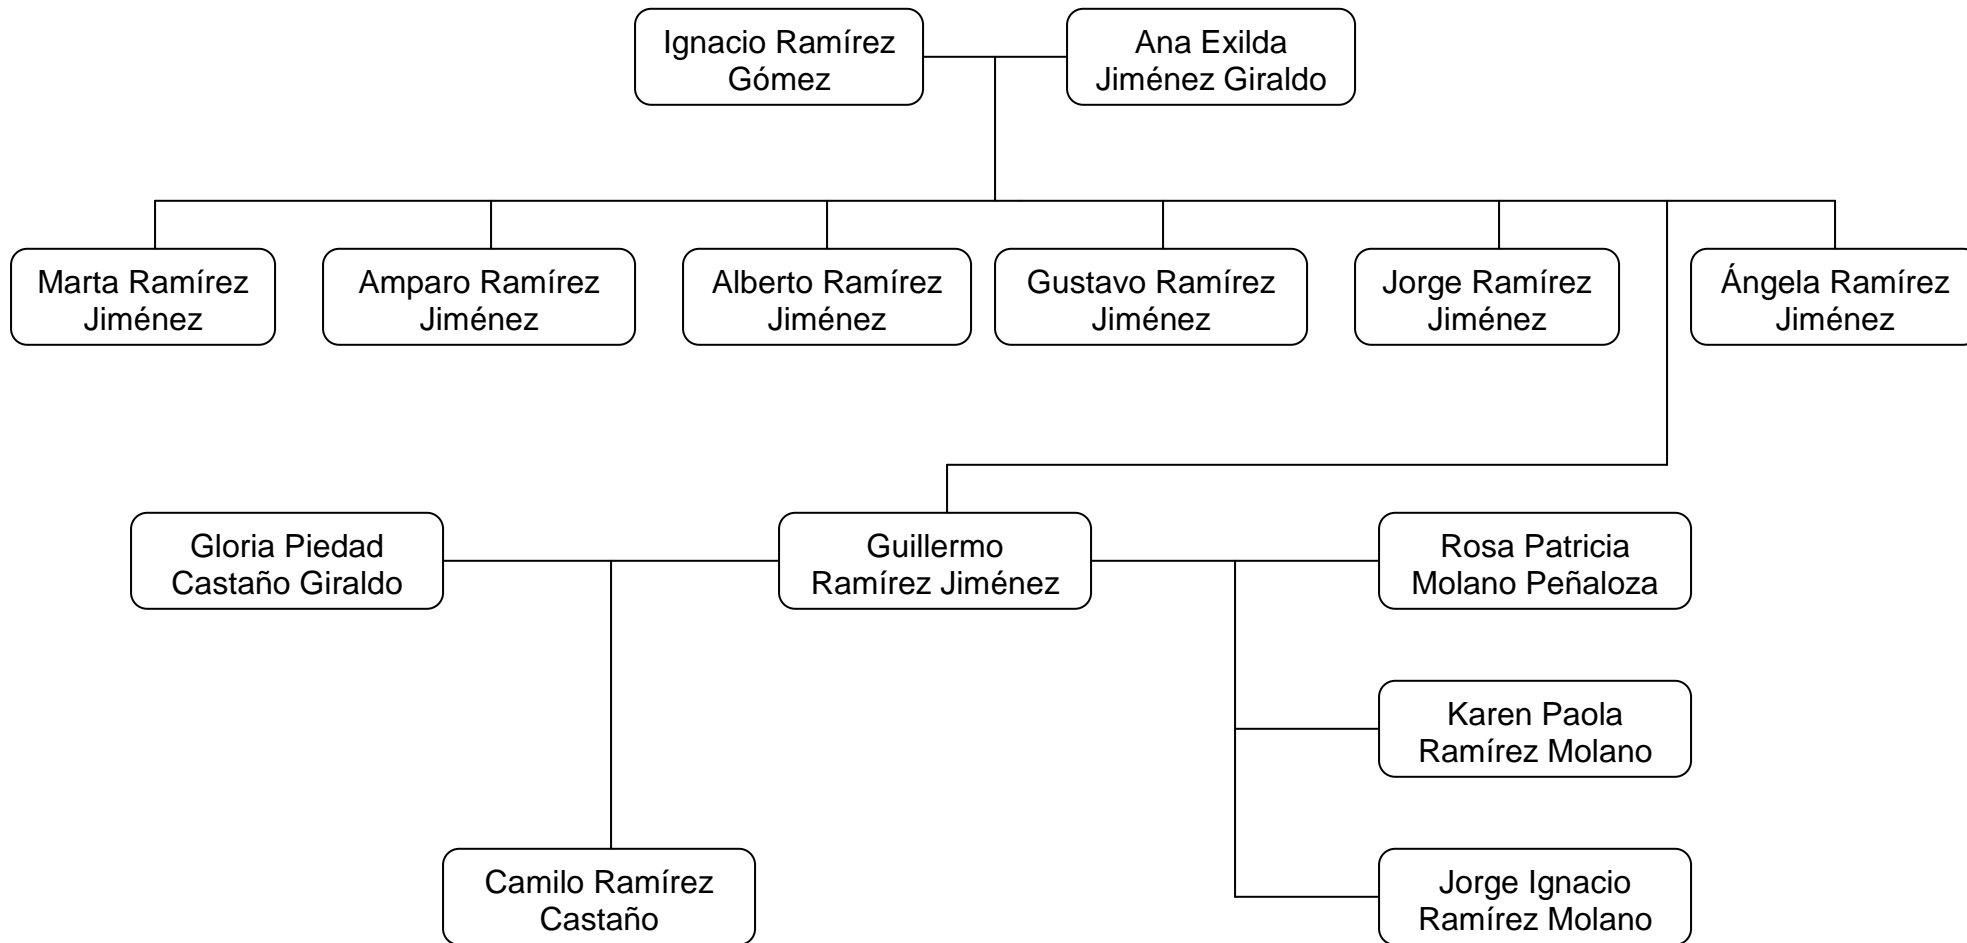 Ignacio Ramírez
Gómez
Ana Exilda
Jiménez Giraldo
Marta Ramírez
Jiménez
Amparo Ramírez
Jiménez
Alberto Ramírez
Jiménez
Gustavo Ramírez
Jiménez
Jorge Ramírez
Jiménez
Ángela Ramírez
Jiménez
Gloria Piedad
Castaño Giraldo
Guillermo
Ramírez Jiménez
Rosa Patricia
Molano Peñaloza
Karen Paola
Ramírez Molano
Camilo Ramírez
Castaño
Jorge Ignacio
Ramírez Molano